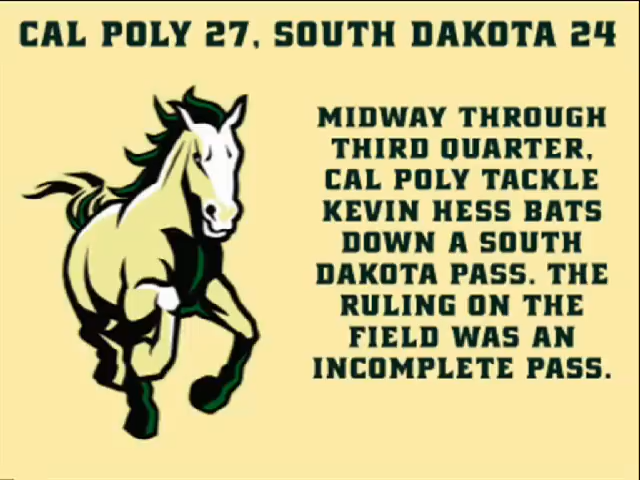 CAL POLY 27, SOUTH DAKOTA 24
MIDWAY THROUGH
THIRD QUARTER,
CAL POLY TACKLE
KEVIN HESS BATS
DOWN A SOUTH
DAKOTA PASS. THE
RULING ON THE
FIELD WAS AN
INCOMPLETE PASS.